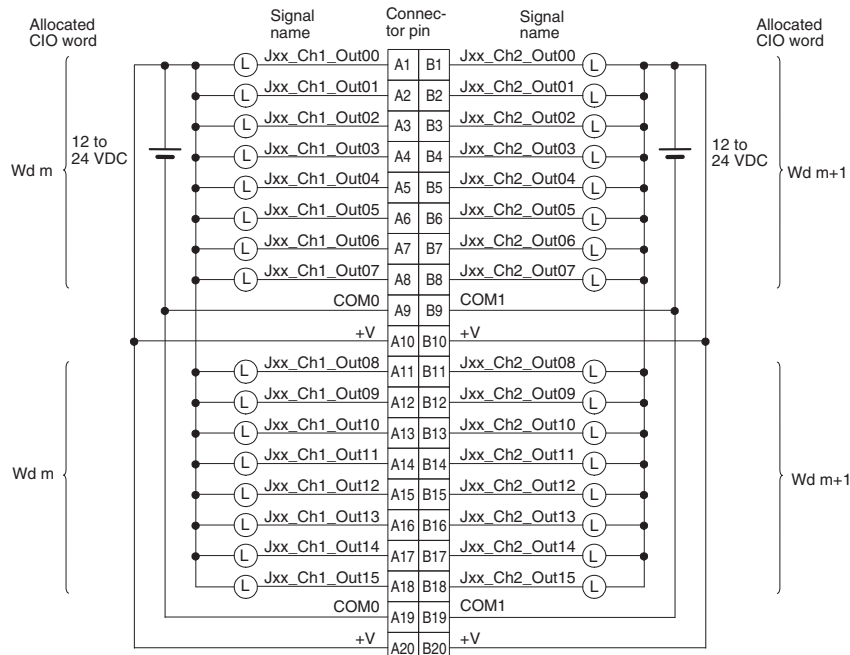 Allocated CIO word
Signal name
Connec-tor pin
Signal name
Allocated CIO word
L Jxx_Ch1_Out00 A1 B1 Jxx_Ch2_Out00 L
L Jxx_Ch1_Out01 A2 B2 Jxx_Ch2_Out01 L
L Jxx_Ch1_Out02 A3 B3 Jxx_Ch2_Out02 L
12 to 24 VDC
L Jxx_Ch1_Out03 A4 B4 Jxx_Ch2_Out03 L
12 to 24 VDC
Wd m
Wd m+1
L Jxx_Ch1_Out04 A5 B5 Jxx_Ch2_Out04 L
L Jxx_Ch1_Out05 A6 B6 Jxx_Ch2_Out05 L
L Jxx_Ch1_Out06 A7 B7 Jxx_Ch2_Out06 L
L Jxx_Ch1_Out07 A8 B8 Jxx_Ch2_Out07 L
COM0 A9 B9 COM1
+V A10 B10 +V
L Jxx_Ch1_Out08 A11 B11 Jxx_Ch2_Out08 L
L Jxx_Ch1_Out09 A12 B12 Jxx_Ch2_Out09 L
L Jxx_Ch1_Out10 A13 B13 Jxx_Ch2_Out10 L
L Jxx_Ch1_Out11 A14 B14 Jxx_Ch2_Out11 L
Wd m
Wd m+1
L Jxx_Ch1_Out12 A15 B15 Jxx_Ch2_Out12 L
L Jxx_Ch1_Out13 A16 B16 Jxx_Ch2_Out13 L
L Jxx_Ch1_Out14 A17 B17 Jxx_Ch2_Out14 L
L Jxx_Ch1_Out15 A18 B18 Jxx_Ch2_Out15 L
COM0 A19 B19 COM1
+V A20 B20 +V